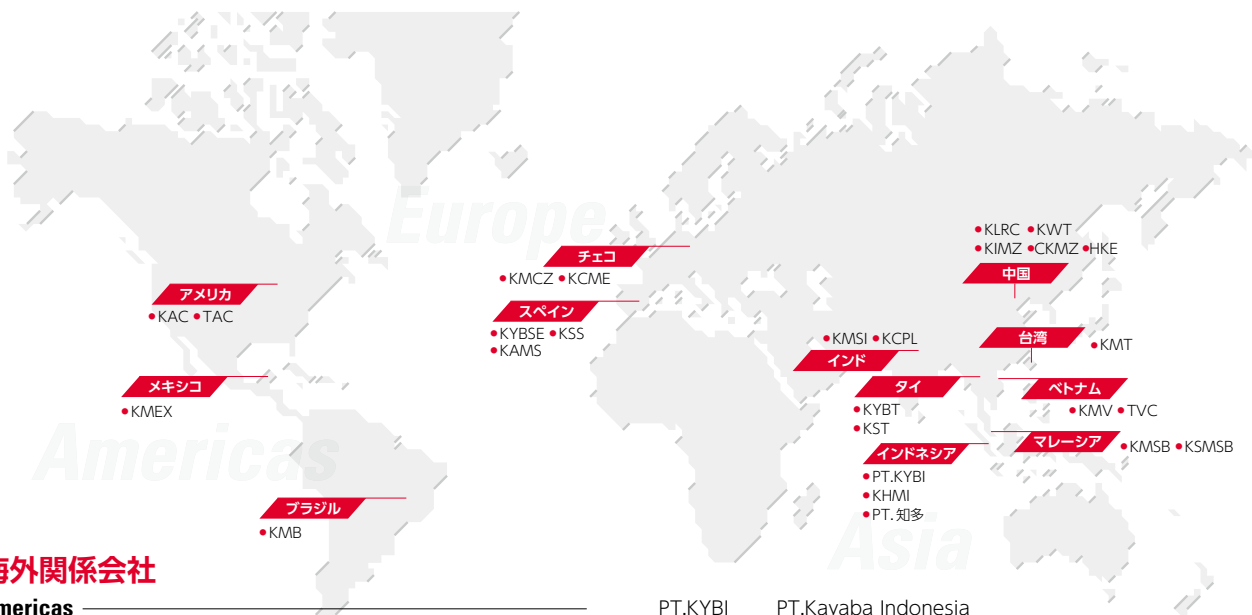 Europe
Americas
Asia
アメリカ
•KAC •TAC
メキシコ
•KMEX
ブラジル
•KMB
チェコ
•KMCZ •KCME
スペイン
•KYBSE •KSS
•KAMS
•KLRC •KWT
•KIMZ •CKMZ •HKE
中国
台湾
•KMT
•KMSI •KCPL
インド
タイ
•KYBT
•KST
ベトナム
•KMV •TVC
マレーシア
•KMSB •KSMSB
インドネシア
•PT.KYBI
•KHMI
•PT.知多
海外関係会社
Americas
PT.KYBI PT.Kayaba Indonesia